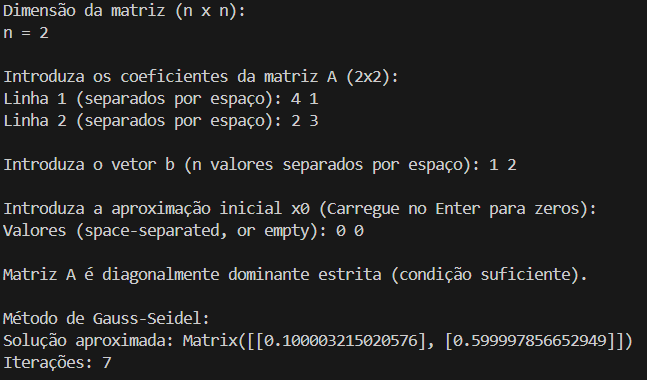 Dimensão da matriz (n x n):
n = 2
Introduza os coeficientes da matriz A (2x2):
Linha 1 (separados por espaço): 4 1
Linha 2 (separados por espaço): 2 3
Introduza o vetor b (n valores separados por espaço): 1 2
Introduza a aproximação inicial x0 (Carregue no Enter para zeros):
Valores (space-separated, or empty): 0 0
Matriz A é diagonalmente dominante estrita (condição suficiente).
Método de Gauss-Seidel:
Solução aproximada: Matrix([[0.100003215020576], [0.599997856652949]])
Iterações: 7